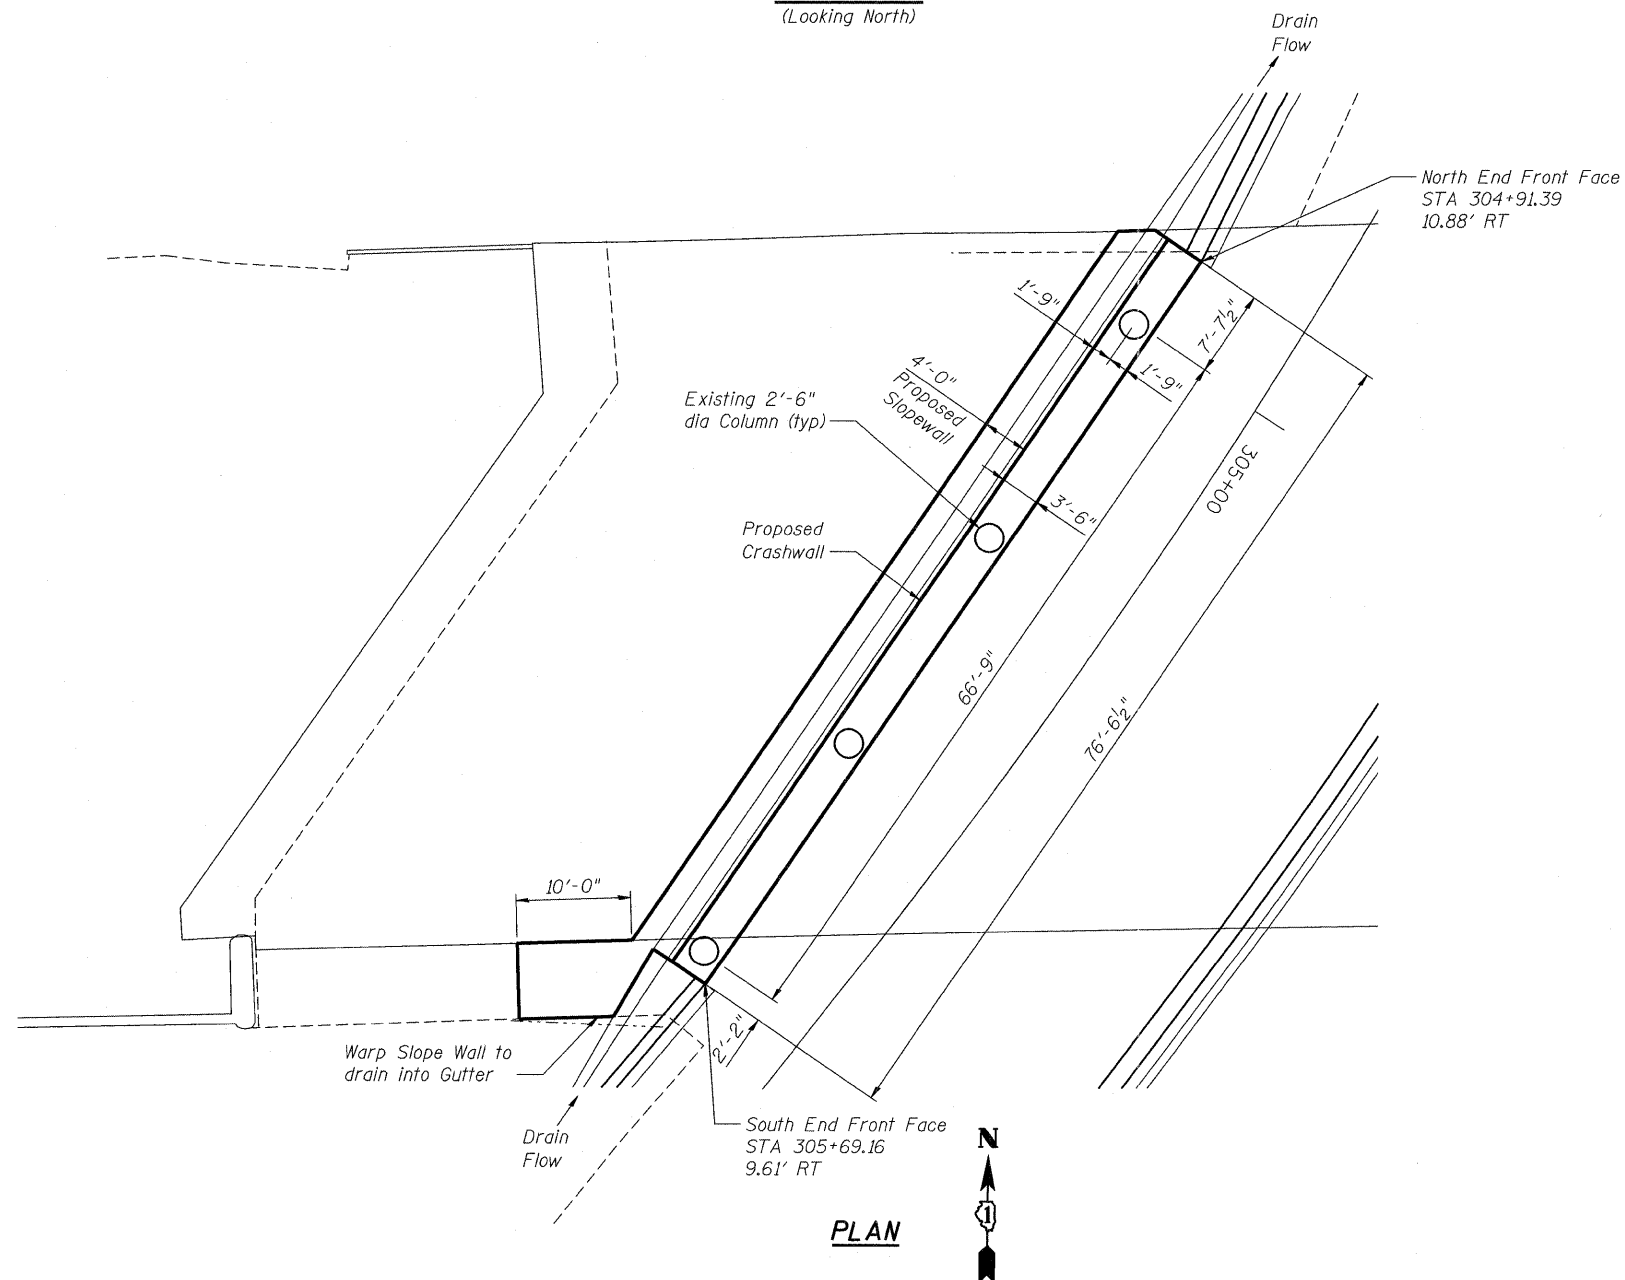 (Looking North)
Drain
Flow
North End Front Face
STA 304+91.39
10.88' RT
1'-9"
7'-7½"
1'-9"
4'-0"
Proposed
Slopewall
Existing 2'-6"
dia Column (typ)
305+00
3'-6"
Proposed
Crashwall
66'-9"
76'-6½"
10'-0"
2'-2"
Warp Slope Wall to
drain into Gutter
South End Front Face
STA 305+69.16
9.61' RT
Drain
Flow
N
1
PLAN